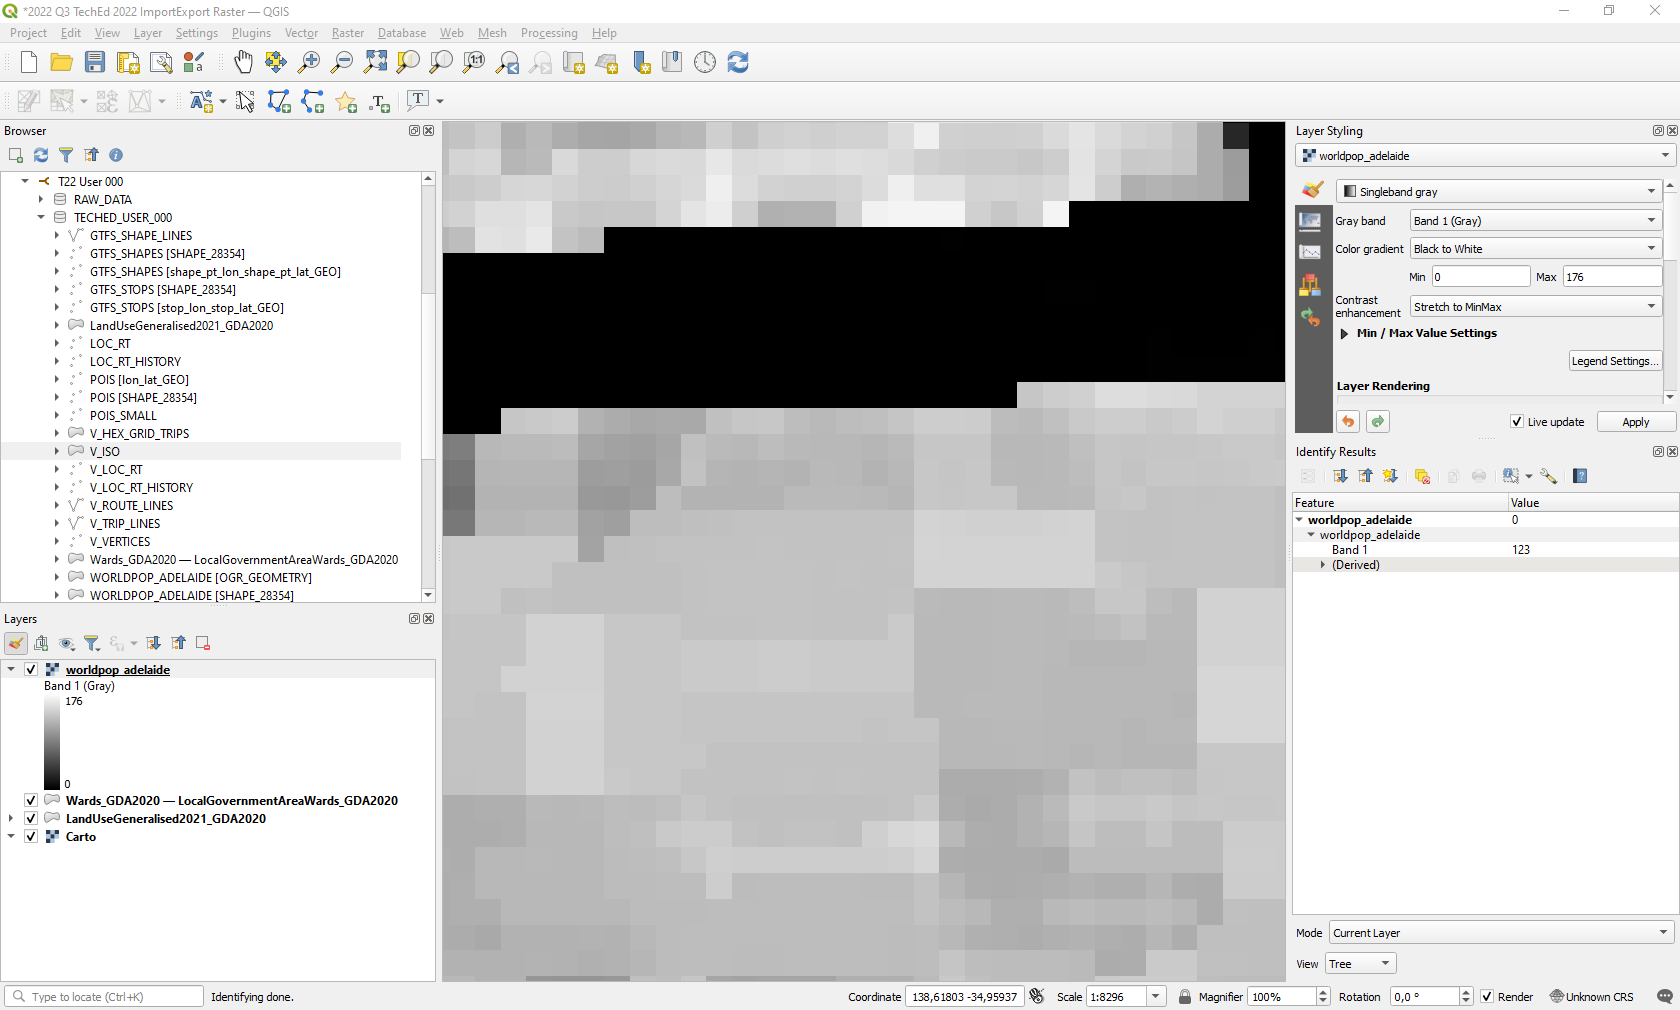 *2022 Q3 TechEd 2022 ImportExport Raster — QGIS
Project Edit View Layer Settings Plugins Vector Raster Database Web Mesh Processing Help
Browser
T22 User 000
RAW_DATA
TECHED_USER_000
GTFS_SHAPE_LINES
GTFS_SHAPES [SHAPE_28354]
GTFS_SHAPES [shape_pt_lon_shape_pt_lat_GEO]
GTFS_STOPS [SHAPE_28354]
GTFS_STOPS [stop_lon_stop_lat_GEO]
LandUseGeneralised2021_GDA2020
LOC_RT
LOC_RT_HISTORY
POIS [lon_lat_GEO]
POIS [SHAPE_28354]
POIS_SMALL
V_HEX_GRID_TRIPS
V_ISO
V_LOC_RT
V_LOC_RT_HISTORY
V_ROUTE_LINES
V_TRIP_LINES
V_VERTICES
Wards_GDA2020 — LocalGovernmentAreaWards_GDA2020
WORLDPOP_ADELAIDE [OGR_GEOMETRY]
WORLDPOP_ADELAIDE [SHAPE_28354]
Layers
worldpop_adelaide
Band 1 (Gray)
176
0
Wards_GDA2020 — LocalGovernmentAreaWards_GDA2020
LandUseGeneralised2021_GDA2020
Carto
Layer Styling
worldpop_adelaide
Singleband gray
Gray band Band 1 (Gray)
Color gradient Black to White
Min 0 Max 176
Contrast enhancement Stretch to MinMax
Min / Max Value Settings
Legend Settings...
Layer Rendering
Live update Apply
Identify Results
Feature Value
worldpop_adelaide 0
worldpop_adelaide
Band 1 123
(Derived)
Mode Current Layer
View Tree
Type to locate (Ctrl+K) Identifying done. Coordinate 138,61803 -34,95937 Scale 1:8296 Magnifier 100% Rotation 0,0 ° Render Unknown CRS